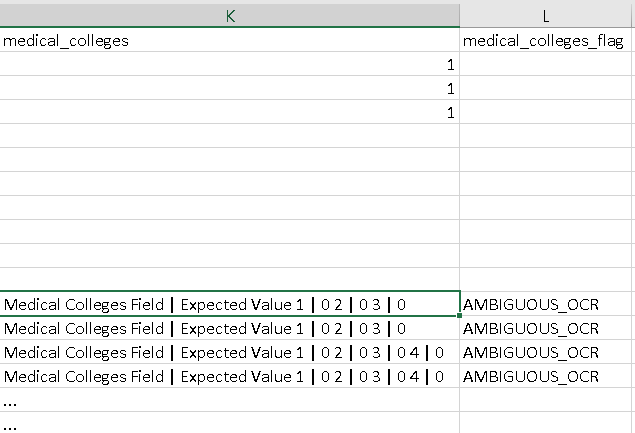 K L
medical_colleges medical_colleges_flag
1
1
1
Medical Colleges Field | Expected Value 1 | 0 2 | 0 3 | 0 AMBIGUOUS_OCR
Medical Colleges Field | Expected Value 1 | 0 2 | 0 3 | 0 AMBIGUOUS_OCR
Medical Colleges Field | Expected Value 1 | 0 2 | 0 3 | 0 4 | 0 AMBIGUOUS_OCR
Medical Colleges Field | Expected Value 1 | 0 2 | 0 3 | 0 4 | 0 AMBIGUOUS_OCR
...
...